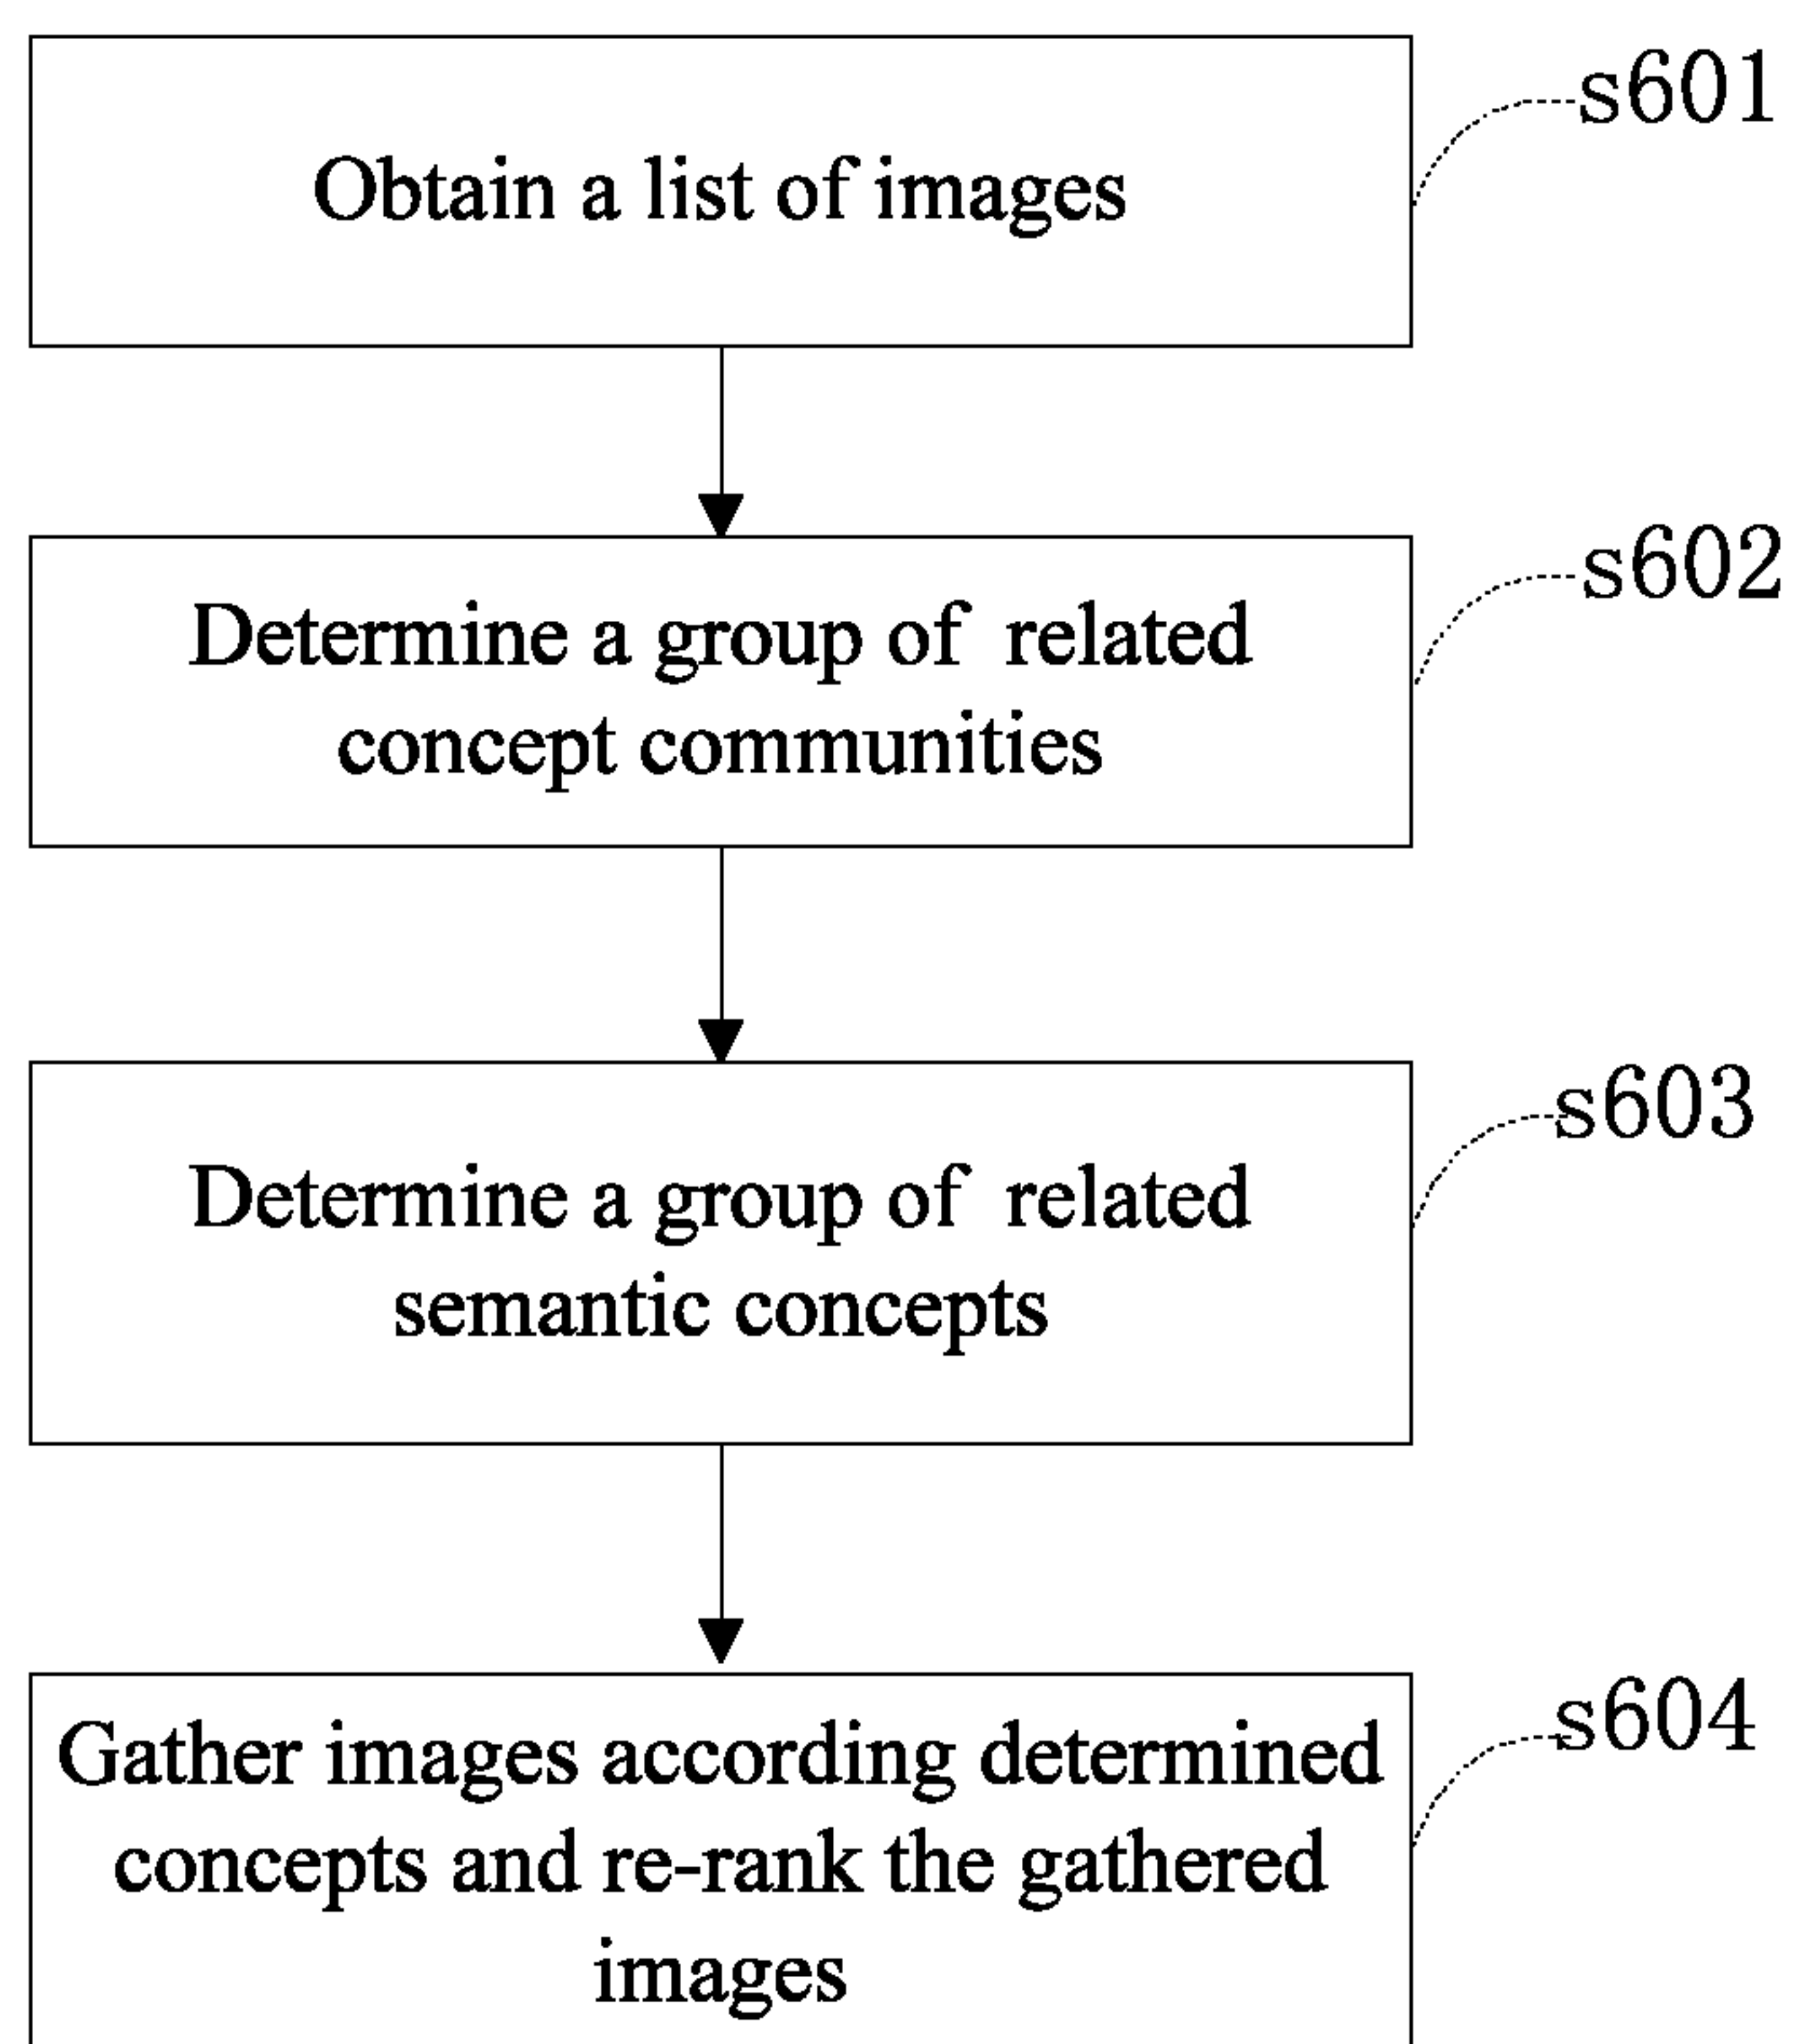 s601
Obtain a list of images
s602
Determine a group of related
concept communities
s603
Determine a group of related
semantic concepts
s604
Gather images according determined
concepts and re-rank the gathered
images